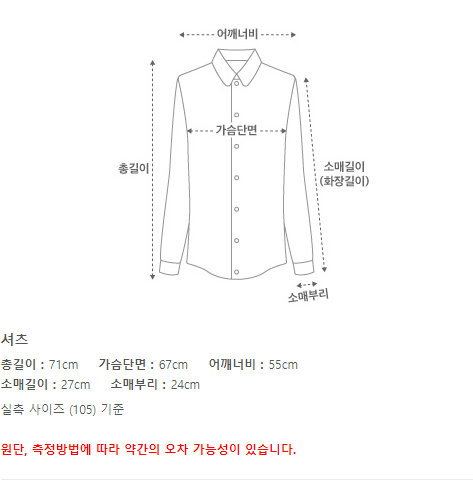 어깨너비
가슴단면
총길이
소매길이
(화장길이)
소매부리
셔츠
총길이 : 71cm 가슴단면 : 67cm 어깨너비 : 55cm
소매길이 : 27cm 소매부리 : 24cm
실측 사이즈 (105) 기준
원단, 측정방법에 따라 약간의 오차 가능성이 있습니다.